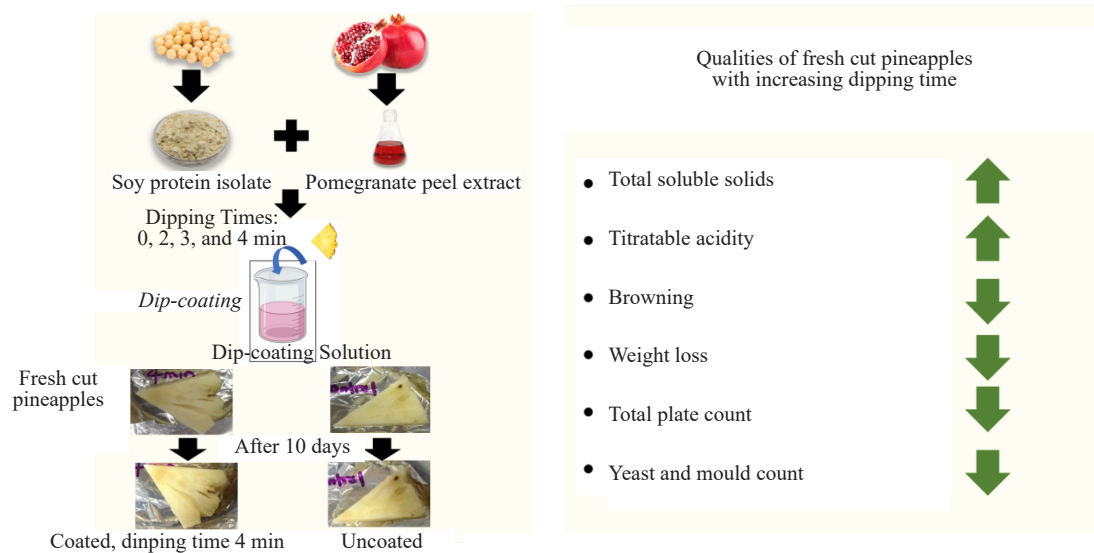 Soy protein isolate
Pomegranate peel extract
Dipping Times:
0, 2, 3, and 4 min
Dip-coating
Dip-coating Solution
Fresh cut
pineapples
4 min
After 10 days
Coated, dinping time 4 min
Uncoated
Qualities of fresh cut pineapples
with increasing dipping time
• Total soluble solids
• Titratable acidity
• Browning
• Weight loss
• Total plate count
• Yeast and mould count